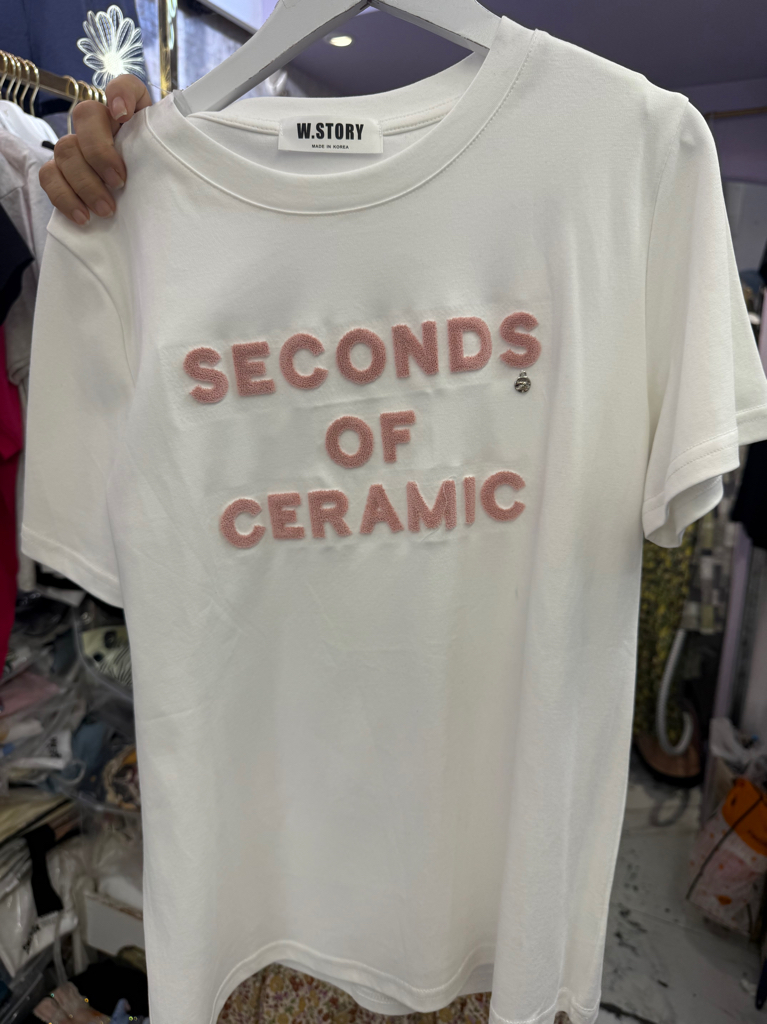 W.STORY
MADE IN KOREA
SECONDS
OF
CERAMIC